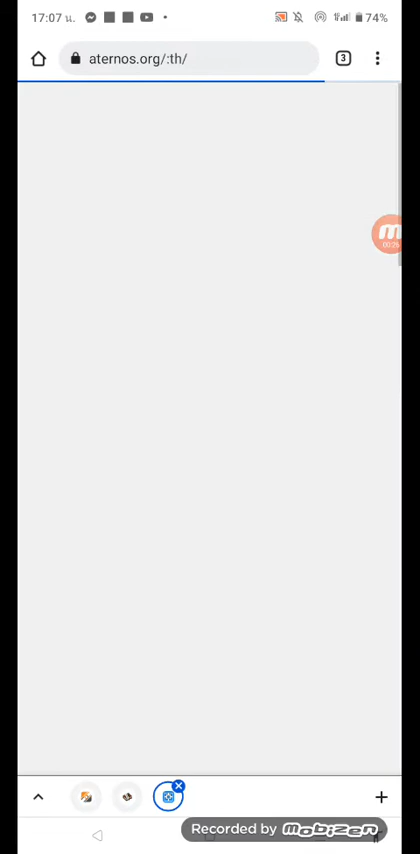 17:07 น.
74%
aternos.org/:th/
3
Recorded by mobizen